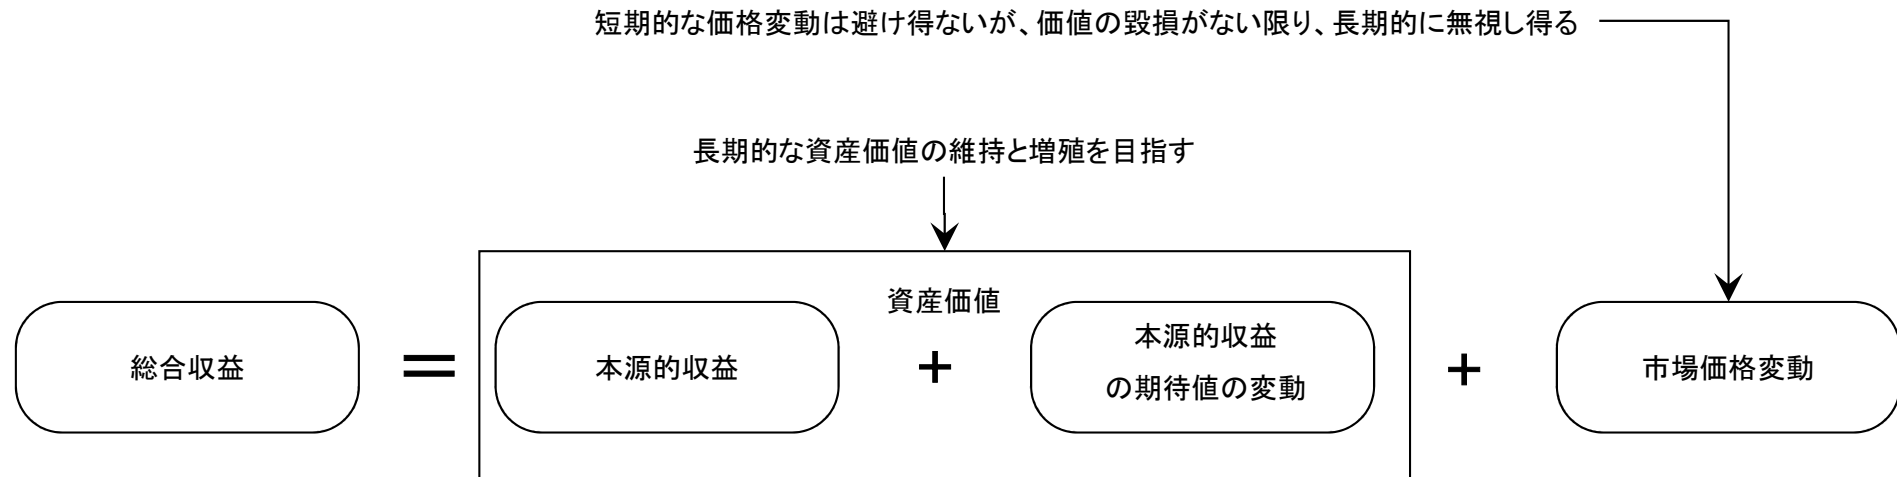 短期的な価格変動は避け得ないが、価値の毀損がない限り、長期的に無視し得る
長期的な資産価値の維持と増殖を目指す
資産価値
総合収益
=
本源的収益
+
本源的収益
の期待値の変動
+
市場価格変動